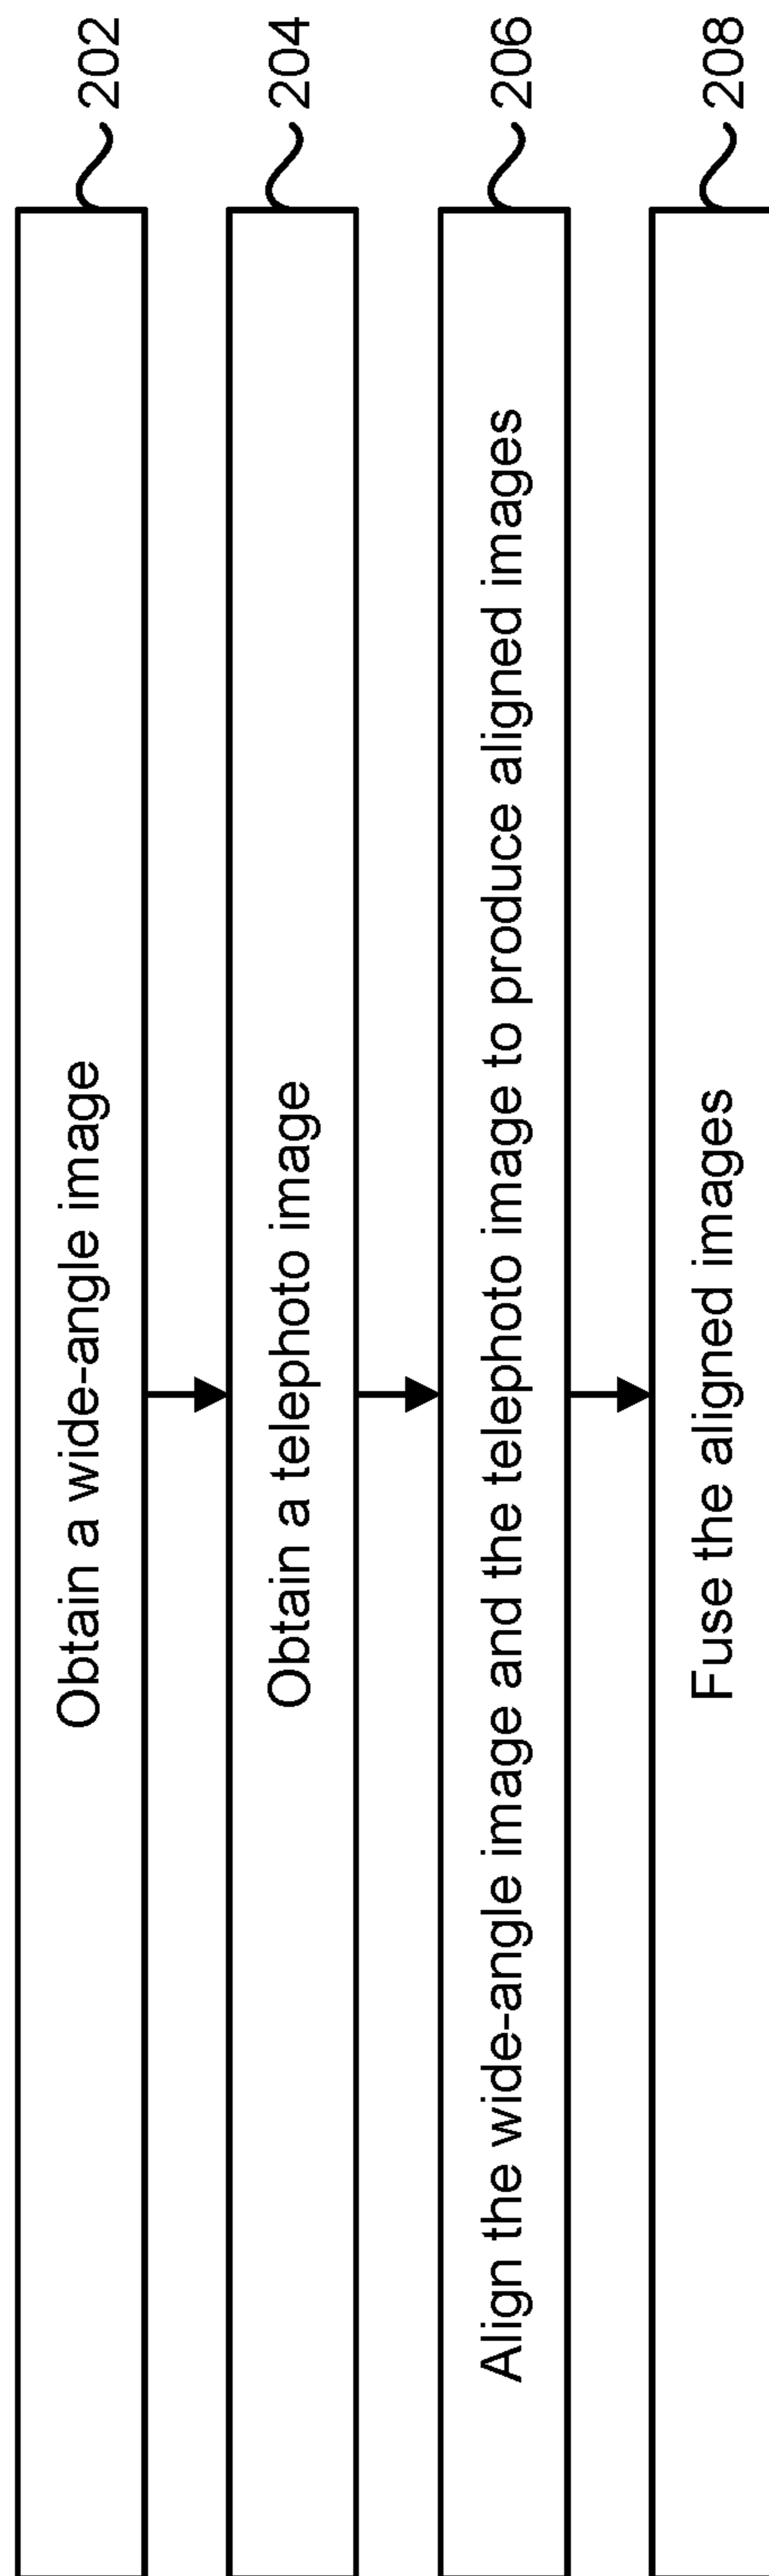 Obtain a wide-angle image
202
Obtain a telephoto image
204
Align the wide-angle image and the telephoto image to produce aligned images
206
Fuse the aligned images
208